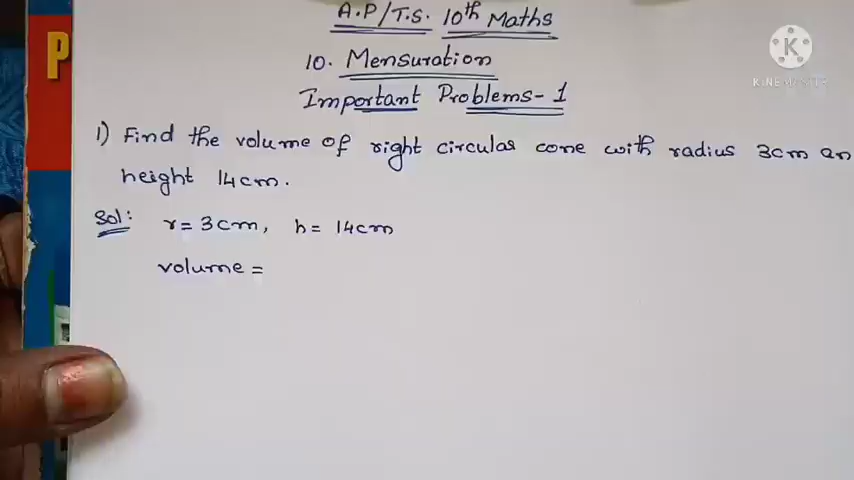 A.P/T.S. 10th Maths
10. Mensuration
Important Problems-1
1) Find the volume of right circular cone with radius 3cm an
height 14cm.
Sol: r = 3cm, h = 14cm
volume =
P
K
KINEMASTER